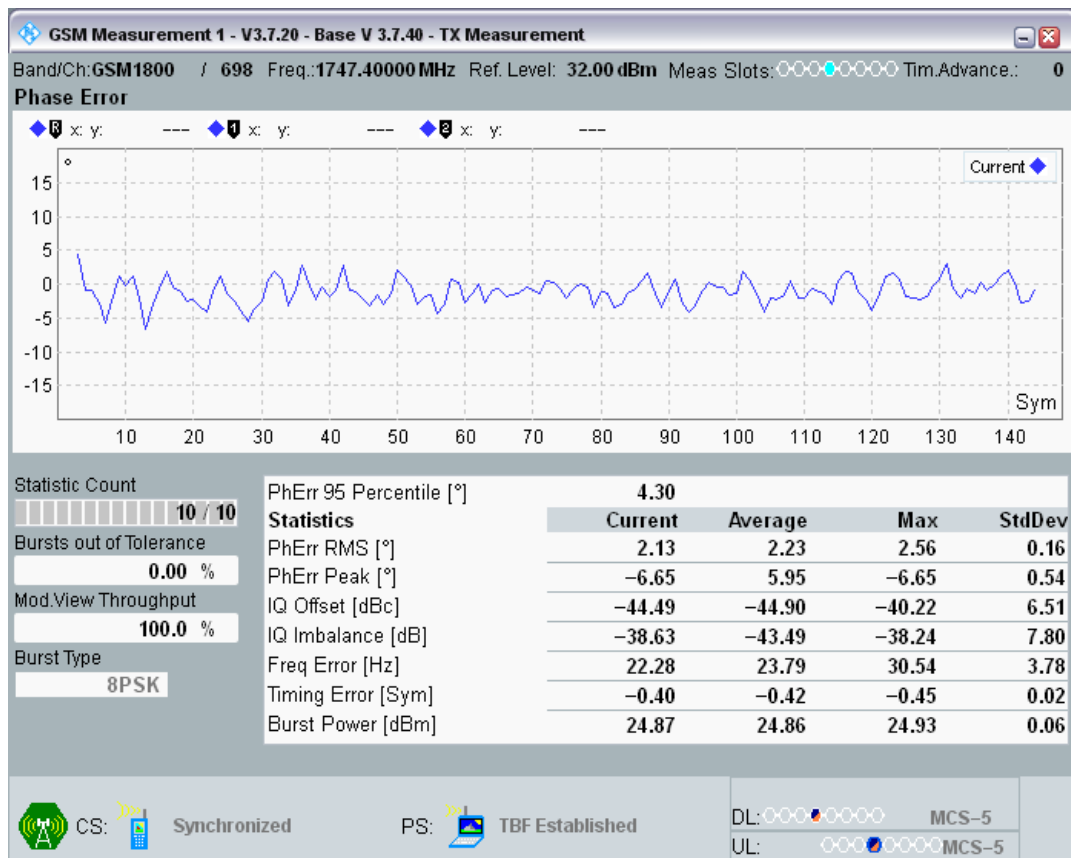 GSM Measurement 1 - V3.7.20 - Base V 3.7.40 - TX Measurement
Band/Ch:GSM1800 / 698 Freq.:1747.40000 MHz Ref. Level: 32.00 dBm Meas Slots: Tim.Advance.: 0
Phase Error
R x: y: --- 1 x: y: --- 2 x: y: ---
°
Current
15
10
5
0
-5
-10
-15
Sym
10 20 30 40 50 60 70 80 90 100 110 120 130 140
Statistic Count
10 / 10
Bursts out of Tolerance
0.00 %
Mod.View Throughput
100.0 %
Burst Type
8PSK
PhErr 95 Percentile [°] 4.30
Statistics Current Average Max StdDev
PhErr RMS [°] 2.13 2.23 2.56 0.16
PhErr Peak [°] −6.65 5.95 −6.65 0.54
IQ Offset [dBc] −44.49 −44.90 −40.22 6.51
IQ Imbalance [dB] −38.63 −43.49 −38.24 7.80
Freq Error [Hz] 22.28 23.79 30.54 3.78
Timing Error [Sym] −0.40 −0.42 −0.45 0.02
Burst Power [dBm] 24.87 24.86 24.93 0.06
CS: Synchronized PS: TBF Established
DL: MCS−5
UL: MCS−5